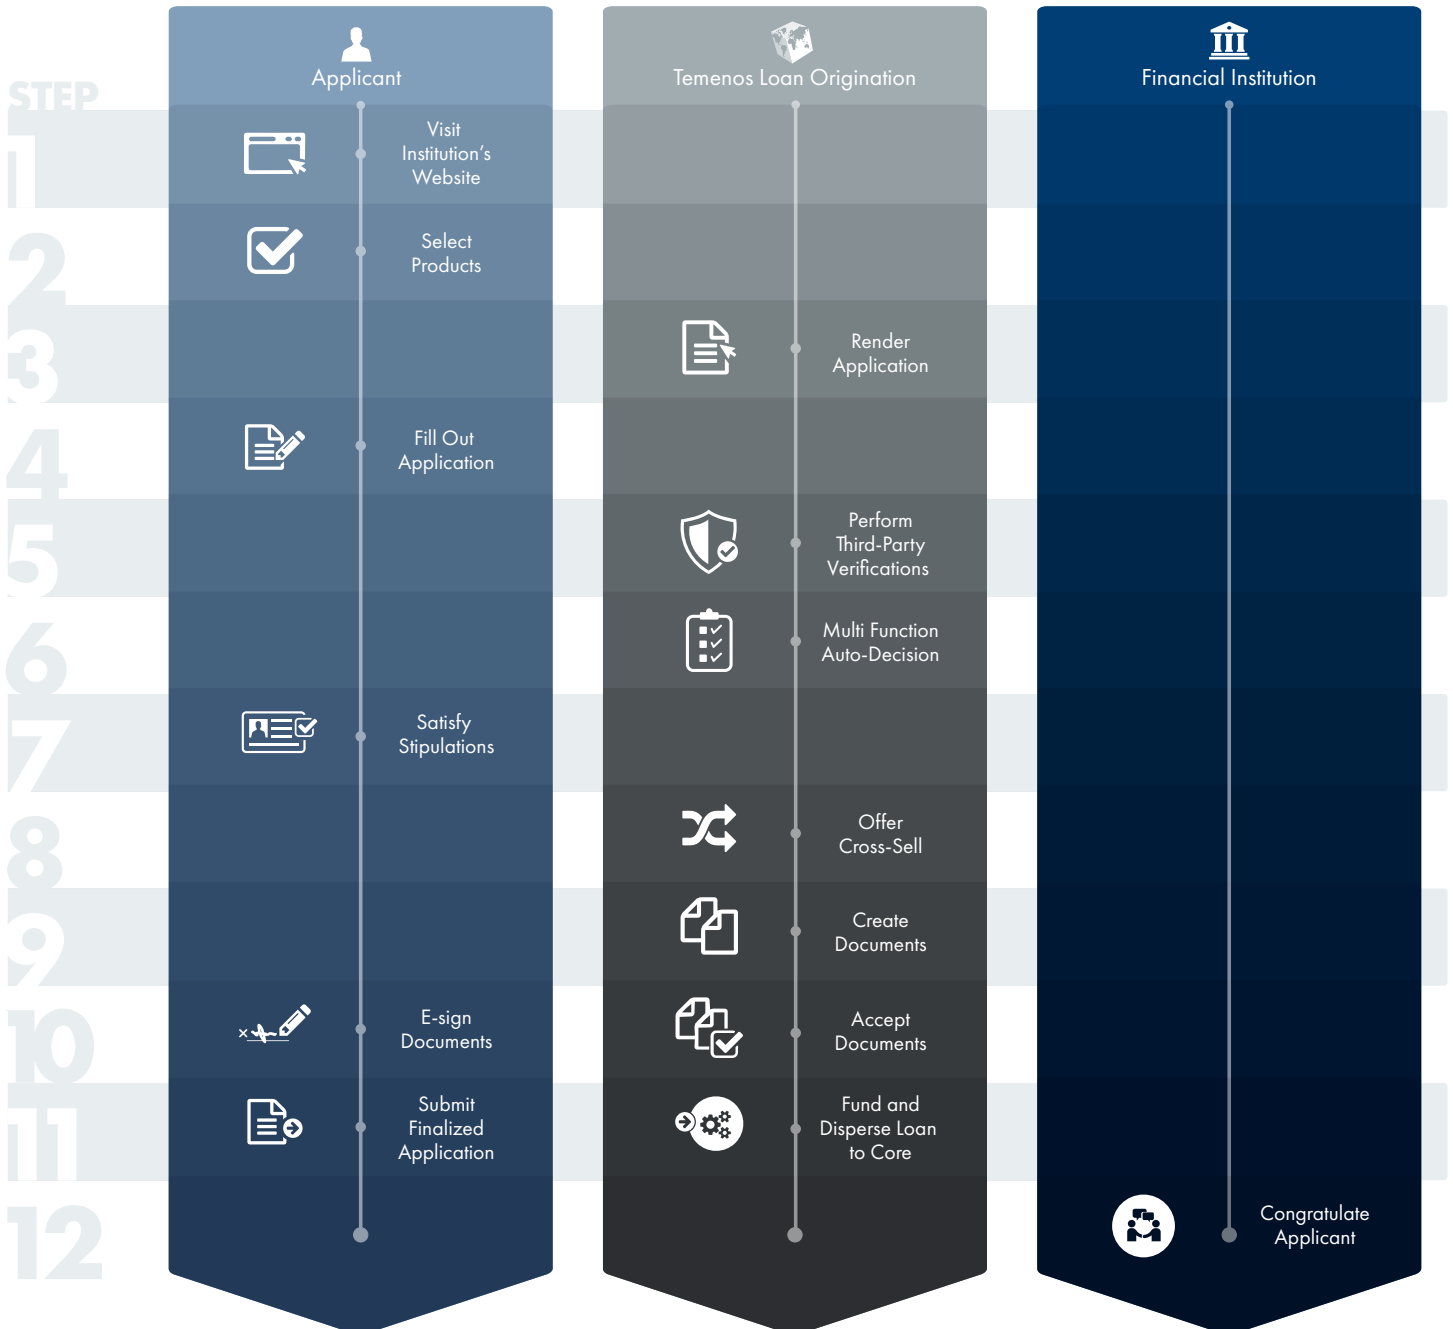 Applicant
Temenos Loan Origination
Financial Institution
STEP
1
Visit
Institution’s
Website
2
Select
Products
3
Render
Application
4
Fill Out
Application
5
Perform
Third-Party
Verifications
6
Multi Function
Auto-Decision
7
Satisfy
Stipulations
8
Offer
Cross-Sell
9
Create
Documents
10
E-sign
Documents
Accept
Documents
11
Submit
Finalized
Application
Fund and
Disperse Loan
to Core
12
Congratulate
Applicant